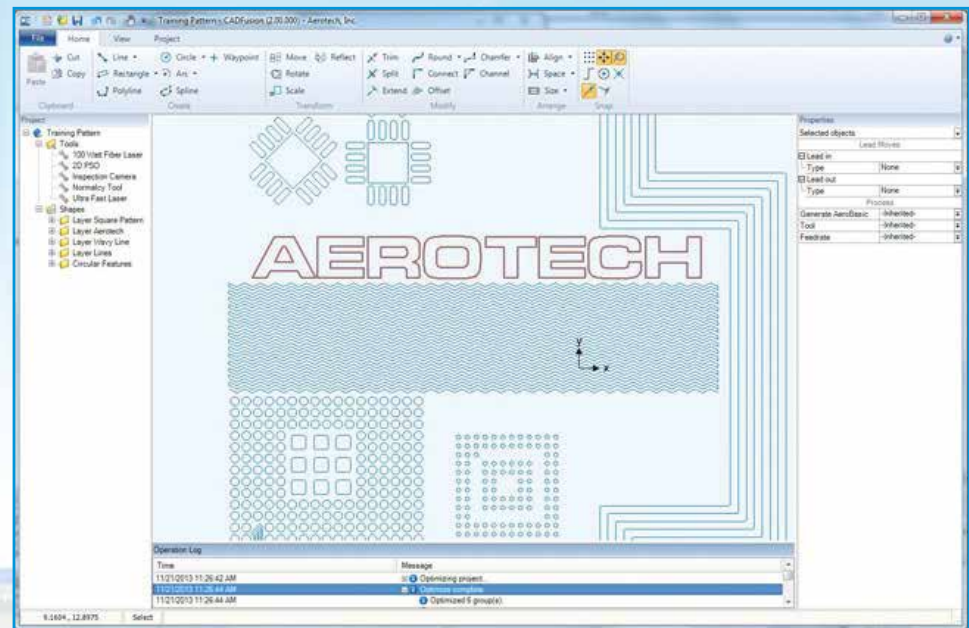 Training Pattern - CADFusion (2.00.000) - Aerotech, Inc.
File Home View Project
Paste Cut Copy
Clipboard
Line Circle Waypoint
Rectangle Arc
Polyline Spline
Create
Move Reflect
Rotate
Scale
Transform
Trim Round Chamfer
Split Connect Channel
Extend Offset
Modify
Align
Space
Size
Arrange
Snap
Project
Training Pattern
Tools
100 Watt Fiber Laser
2D PSO
Inspection Camera
Normalcy Tool
Ultra Fast Laser
Shapes
Layer Square Pattern
Layer Aerotech
Layer Wavy Line
Layer Lines
Circular Features
AEROTECH
y
x
Properties
Selected objects
Lead Moves
Lead in
Type None
Lead out
Type None
Process
Generate AeroBasic -Inherited-
Tool -Inherited-
Feedrate -Inherited-
Operation Log
Time Message
11/21/2013 11:26:42 AM Optimizing project...
11/21/2013 11:26:44 AM Optimize complete.
11/21/2013 11:26:44 AM Optimized 6 group(s).
9.1604, 12.8975 Select